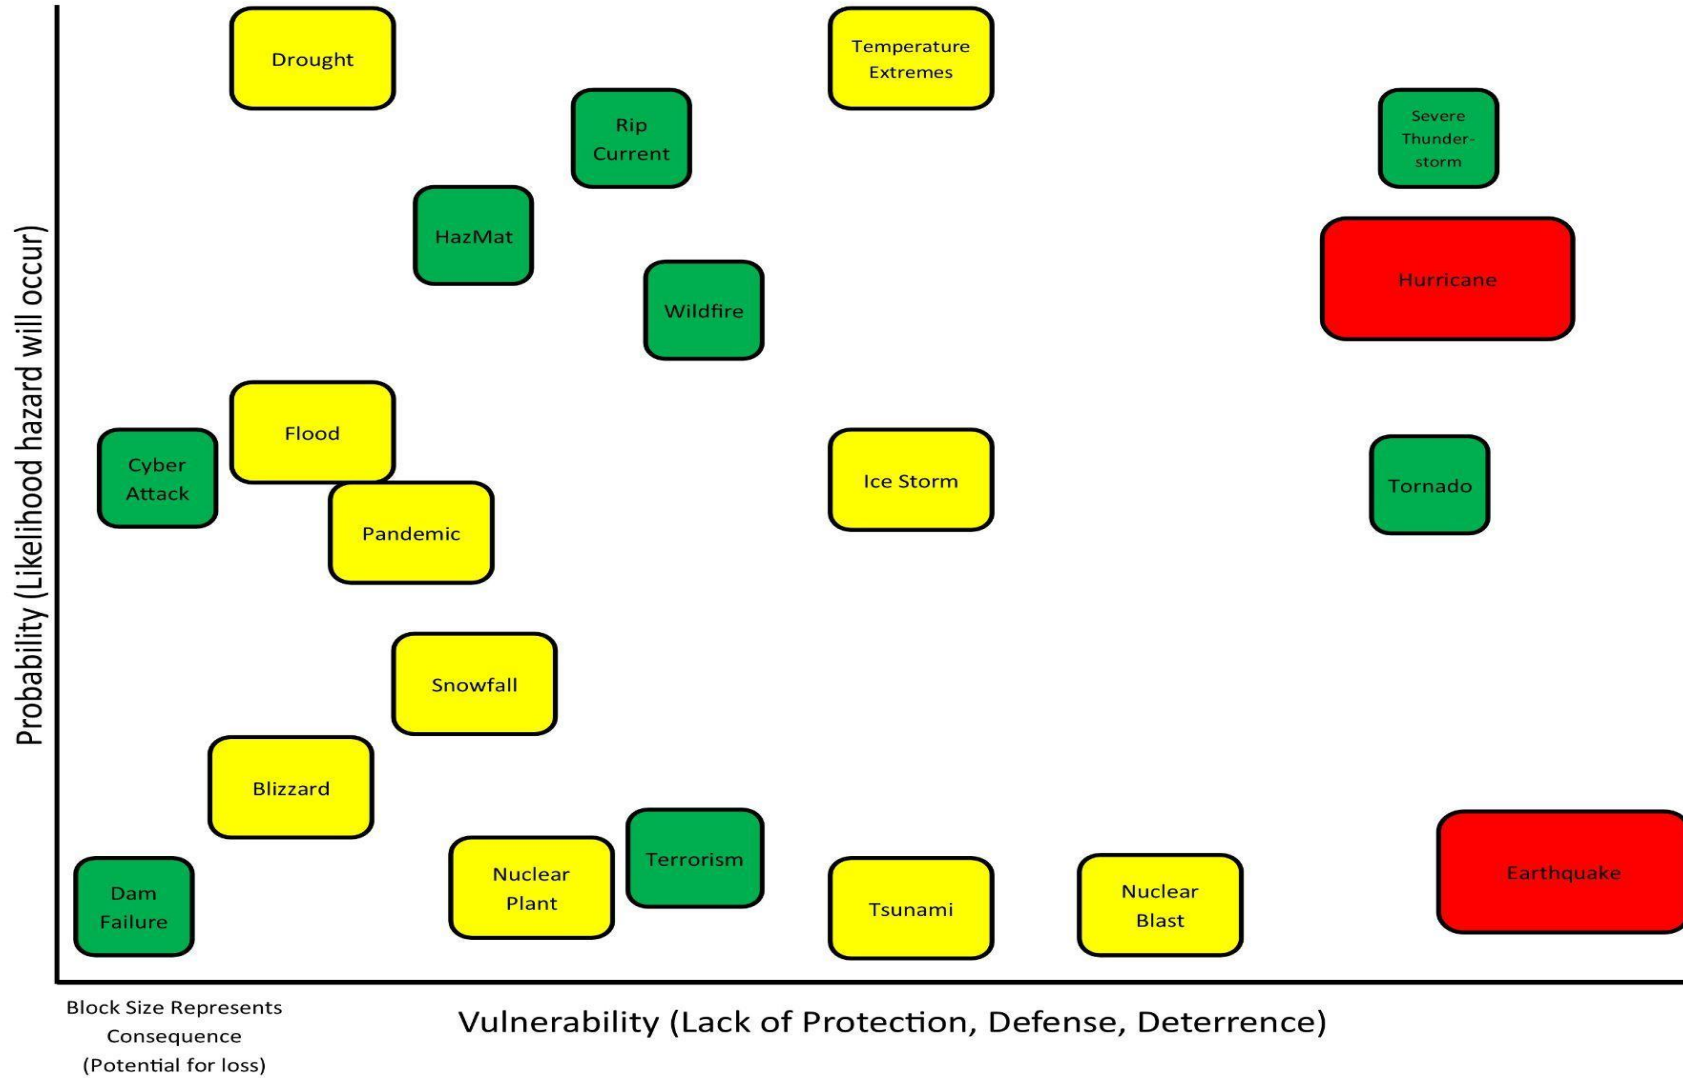 Drought
Temperature
Extremes
Rip
Current
Severe
Thunder-
storm
HazMat
Hurricane
Wildfire
Probability (Likelihood hazard will occur)
Flood
Cyber
Attack
Ice Storm
Tornado
Pandemic
Snowfall
Blizzard
Dam
Failure
Nuclear
Plant
Terrorism
Tsunami
Nuclear
Blast
Earthquake
Block Size Represents
Consequence
(Potential for loss)
Vulnerability (Lack of Protection, Defense, Deterrence)